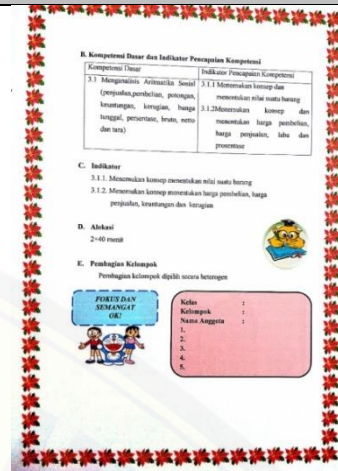 B. Kompetensi Dasar dan Indikator Pencapaian Kompetensi
Kompetensi Dasar
Indikator Pencapaian Kompetensi
3.1 Menganalisis Aritmatika Sosial
(penjualan,pembelian, potongan,
keuntungan, kerugian, bunga
tunggal, persentase, bruto, netto
dan tara)
3.1.1 Menemukan konsep dan
menentukan nilai suatu barang
3.1.2Menemukan konsep dan
menentukan harga pembelian,
harga penjualan, laba dan
prosentase
C. Indikator
3.1.1. Menemukan konsep menentukan nilai suatu barang
3.1.2. Menemukan konsep menentukan harga pembelian, harga
penjualan, keuntungan dan kerugian
D. Alokasi
2×40 menit
E. Pembagian Kelompok
Pembagian kelompok dipilih secara heterogen
FOKUS DAN
SEMANGAT
OK!
Kelas :
Kelompok :
Nama Anggota :
1.
2.
3.
4.
5.